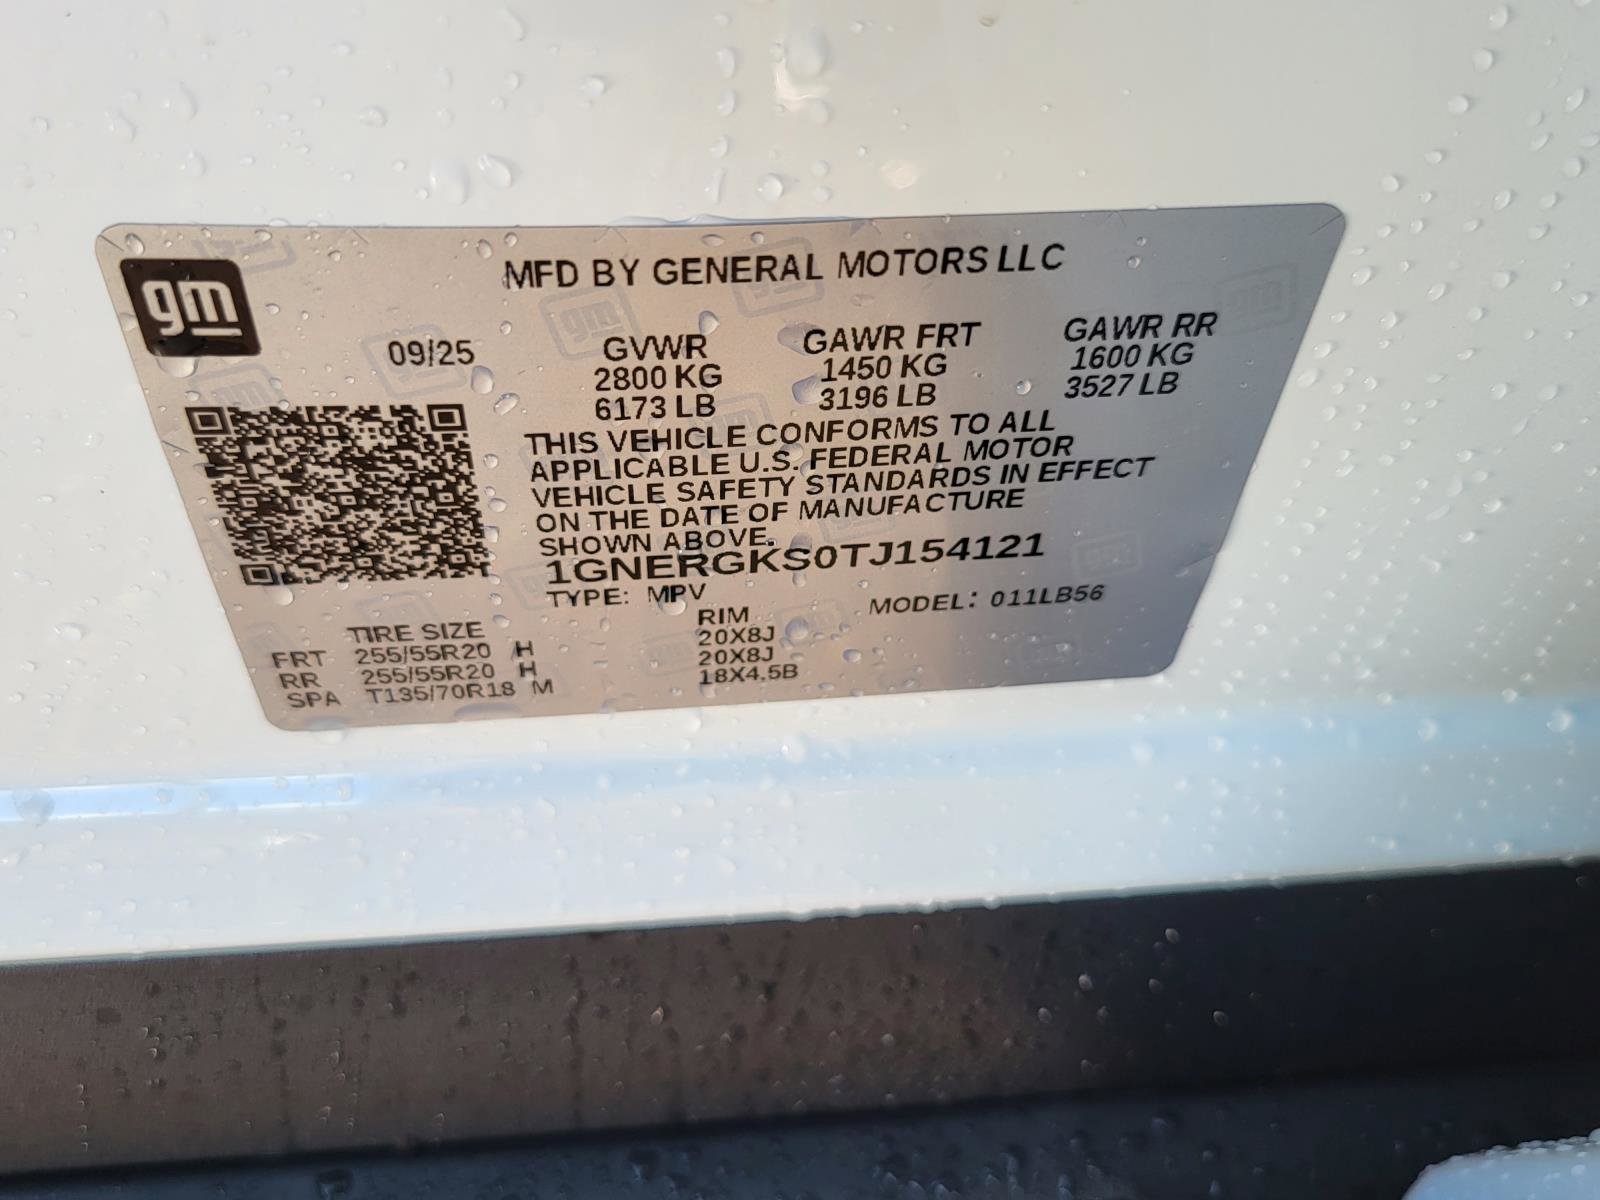 gm
MFD BY GENERAL MOTORS LLC
09/25
GVWR
2800 KG
6173 LB
GAWR FRT
1450 KG
3196 LB
GAWR RR
1600 KG
3527 LB
THIS VEHICLE CONFORMS TO ALL
APPLICABLE U.S. FEDERAL MOTOR
VEHICLE SAFETY STANDARDS IN EFFECT
ON THE DATE OF MANUFACTURE
SHOWN ABOVE.
1GNERGKS0TJ154121
TYPE: MPV
MODEL: 011LB56
TIRE SIZE RIM
FRT 255/55R20 H 20X8J
RR 255/55R20 H 20X8J
SPA T135/70R18 M 18X4.5B